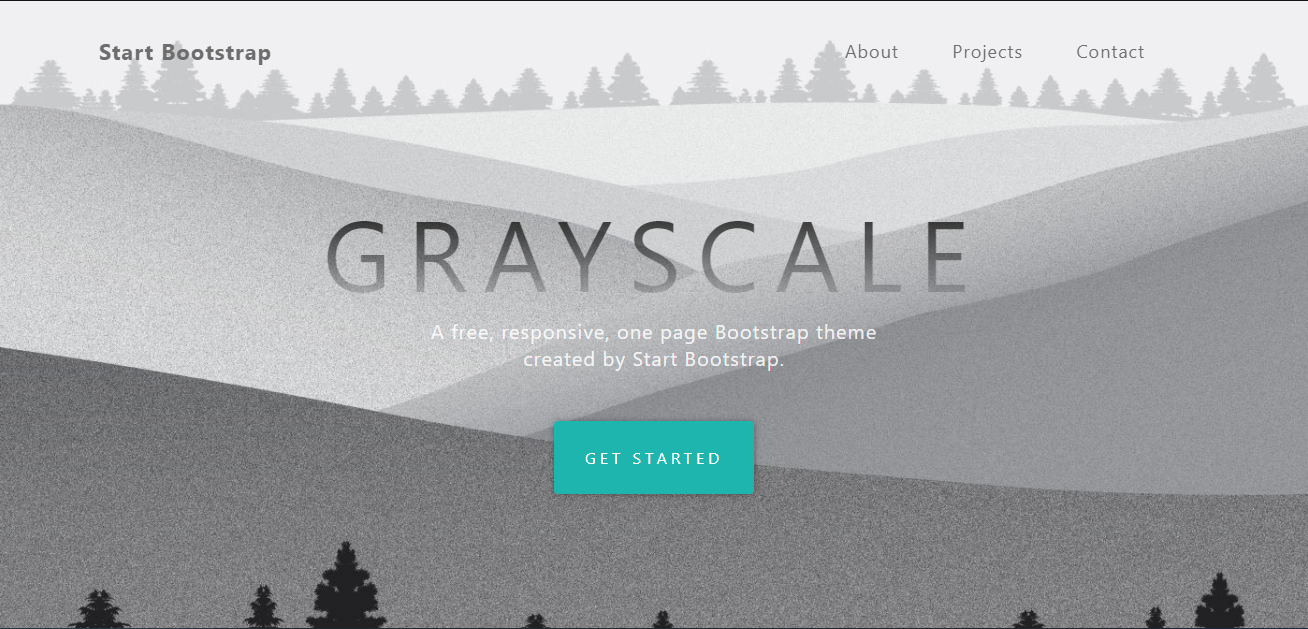 Start Bootstrap
About Projects Contact
GRAYSCALE
A free, responsive, one page Bootstrap theme
created by Start Bootstrap.
GET STARTED